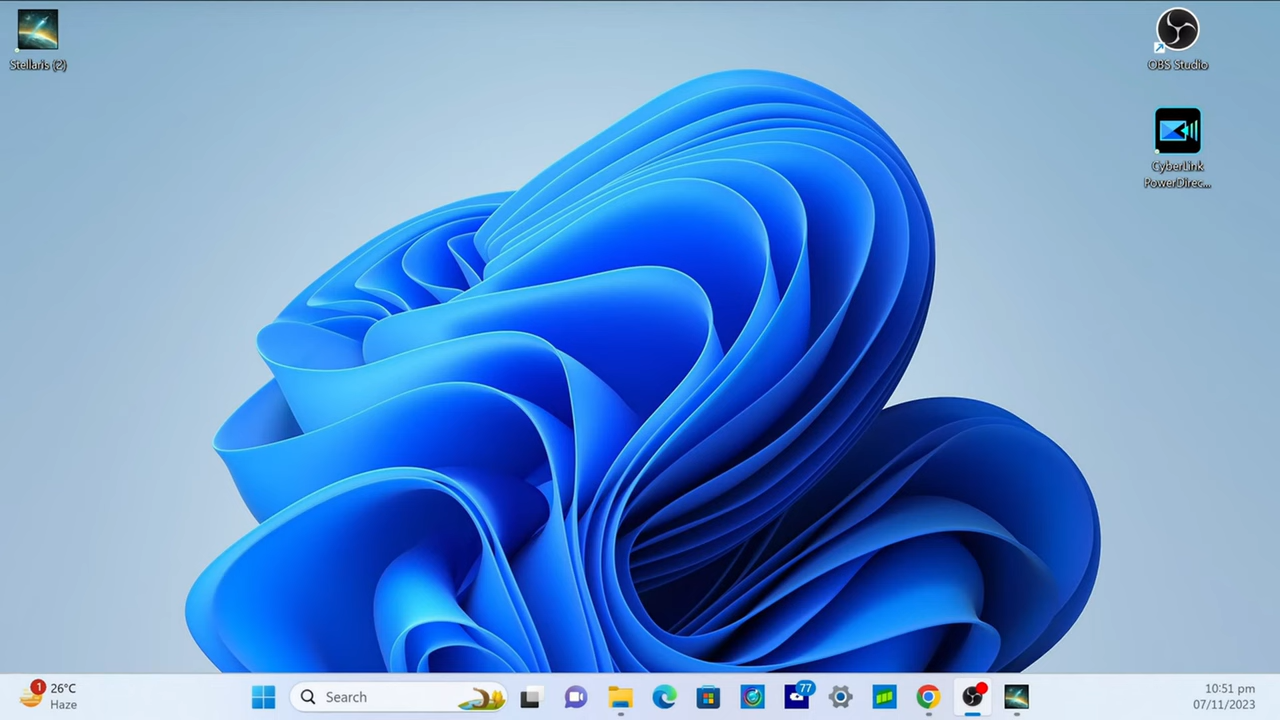 Stellaris (2)
OBS Studio
CyberLink
PowerDirec...
1
26°C
Haze
Search
77
10:51 pm
07/11/2023